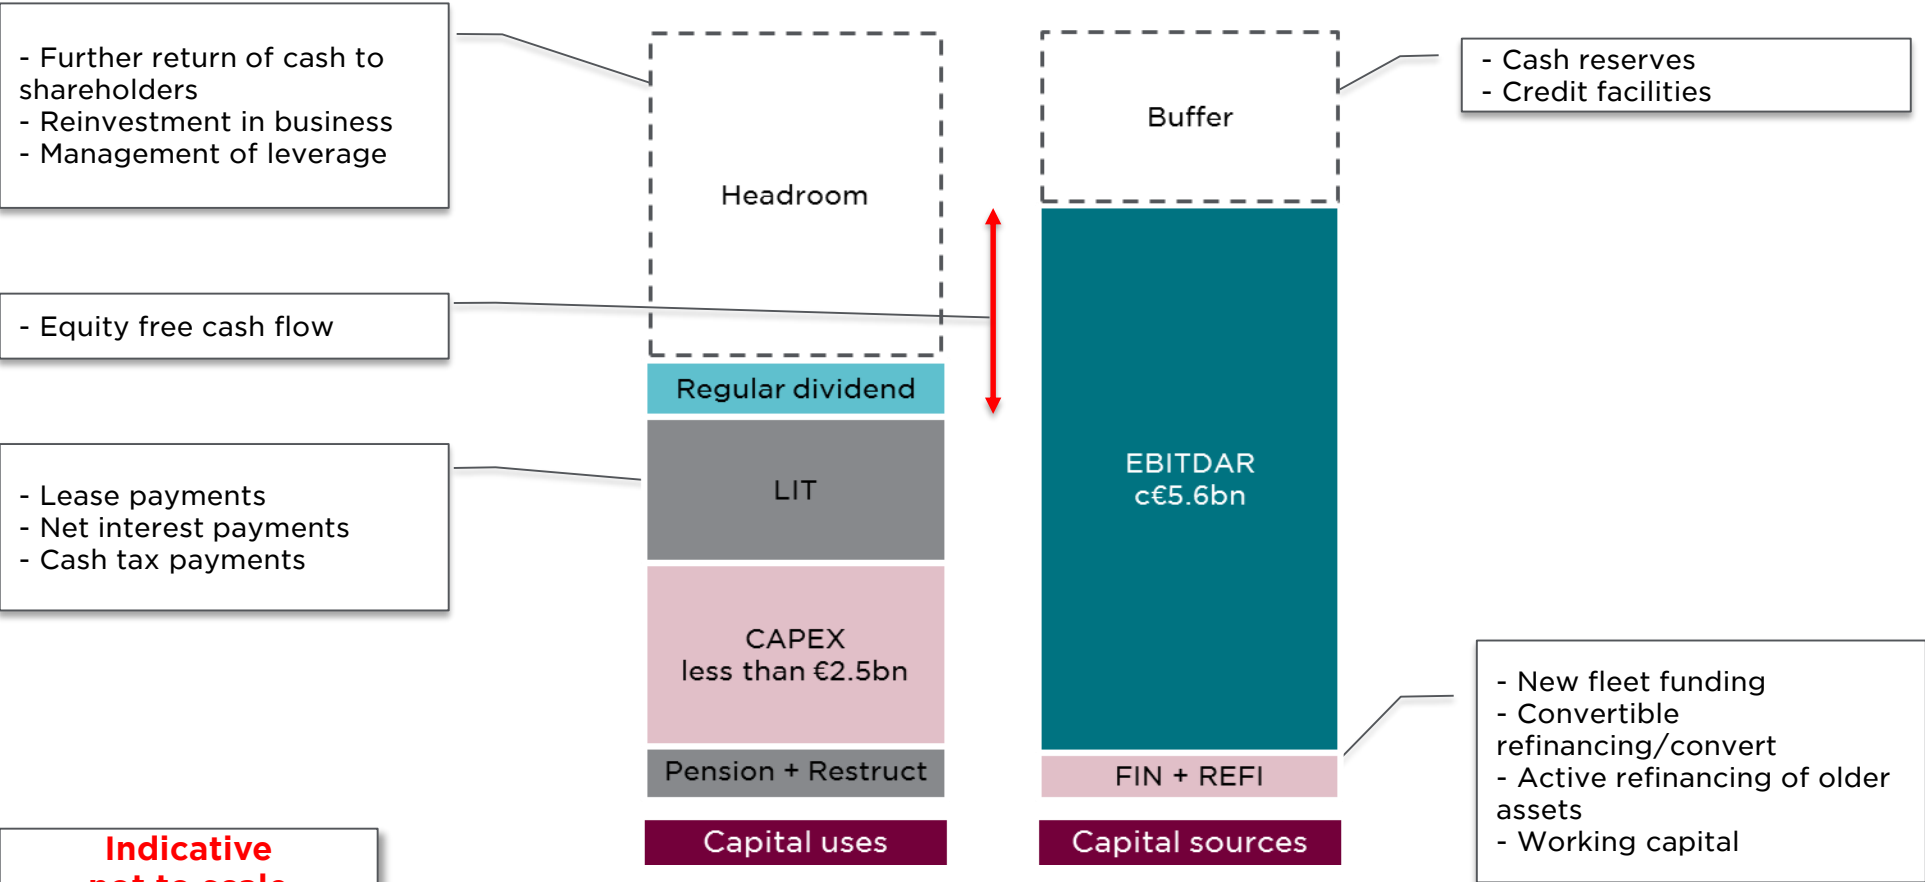 - Further return of cash to
shareholders
- Reinvestment in business
- Management of leverage
Headroom
Buffer
- Cash reserves
- Credit facilities
- Equity free cash flow
Regular dividend
- Lease payments
- Net interest payments
- Cash tax payments
LIT
EBITDAR
c€5.6bn
CAPEX
less than €2.5bn
Pension + Restruct
FIN + REFI
- New fleet funding
- Convertible
refinancing/convert
- Active refinancing of older
assets
- Working capital
Capital uses
Capital sources
Indicative
not to scale